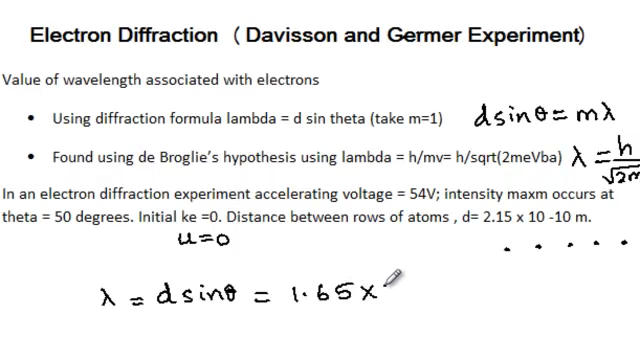 Electron Diffraction ( Davisson and Germer Experiment)
Value of wavelength associated with electrons
• Using diffraction formula lambda = d sin theta (take m=1) d sinθ = mλ
• Found using de Broglie's hypothesis using lambda = h/mv= h/sqrt(2meVba) λ = h/√2m
In an electron diffraction experiment accelerating voltage = 54V; intensity maxm occurs at
theta = 50 degrees. Initial ke =0. Distance between rows of atoms , d= 2.15 x 10 -10 m.
u=0
λ = d sinθ = 1.65 x